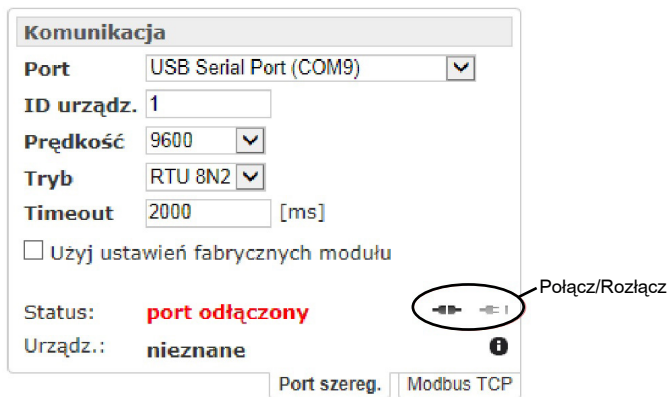 Komunikacja
Port USB Serial Port (COM9)
ID urządz. 1
Prędkość 9600
Tryb RTU 8N2
Timeout 2000 [ms]
Użyj ustawień fabrycznych modułu
Połącz/Rozłącz
Status: port odłączony
Urządz.: nieznane
Port szereg. Modbus TCP